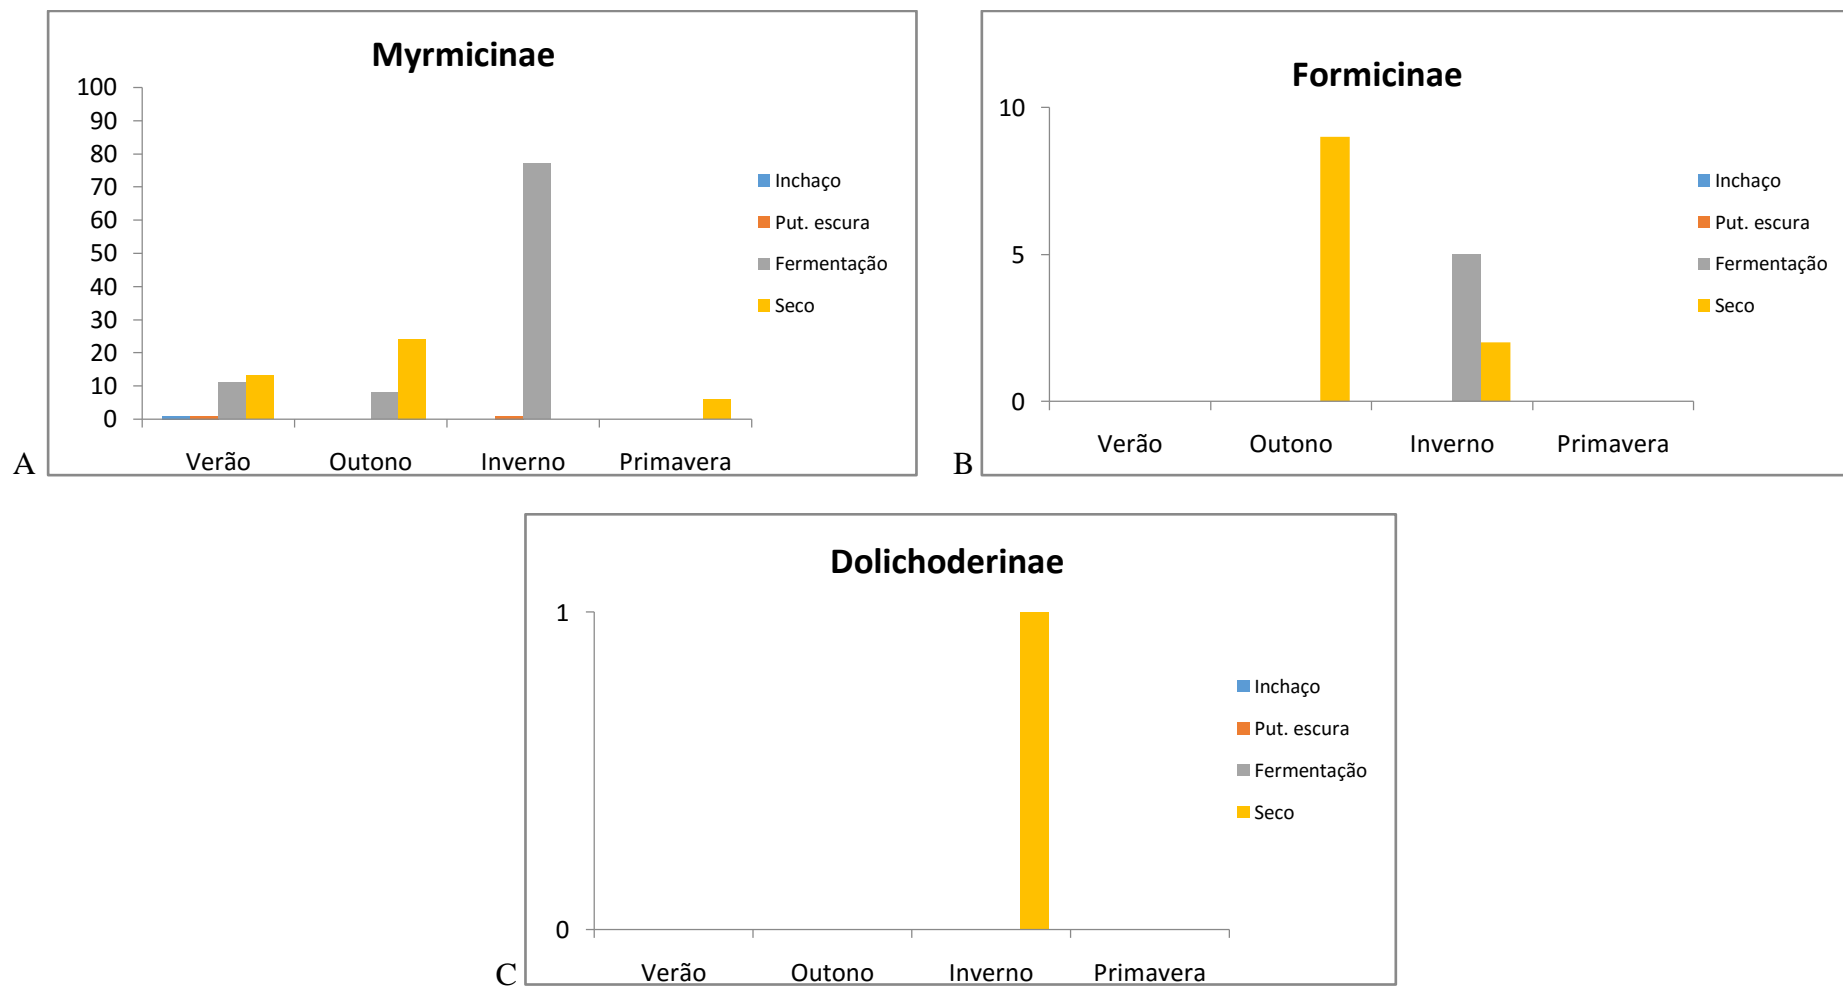 Myrmicinae
100
90
80
70
60
50
40
30
20
10
0
Verão Outono Inverno Primavera
Inchaço
Put. escura
Fermentação
Seco
A
Formicinae
10
5
0
Verão Outono Inverno Primavera
Inchaço
Put. escura
Fermentação
Seco
B
Dolichoderinae
1
0
Verão Outono Inverno Primavera
Inchaço
Put. escura
Fermentação
Seco
C